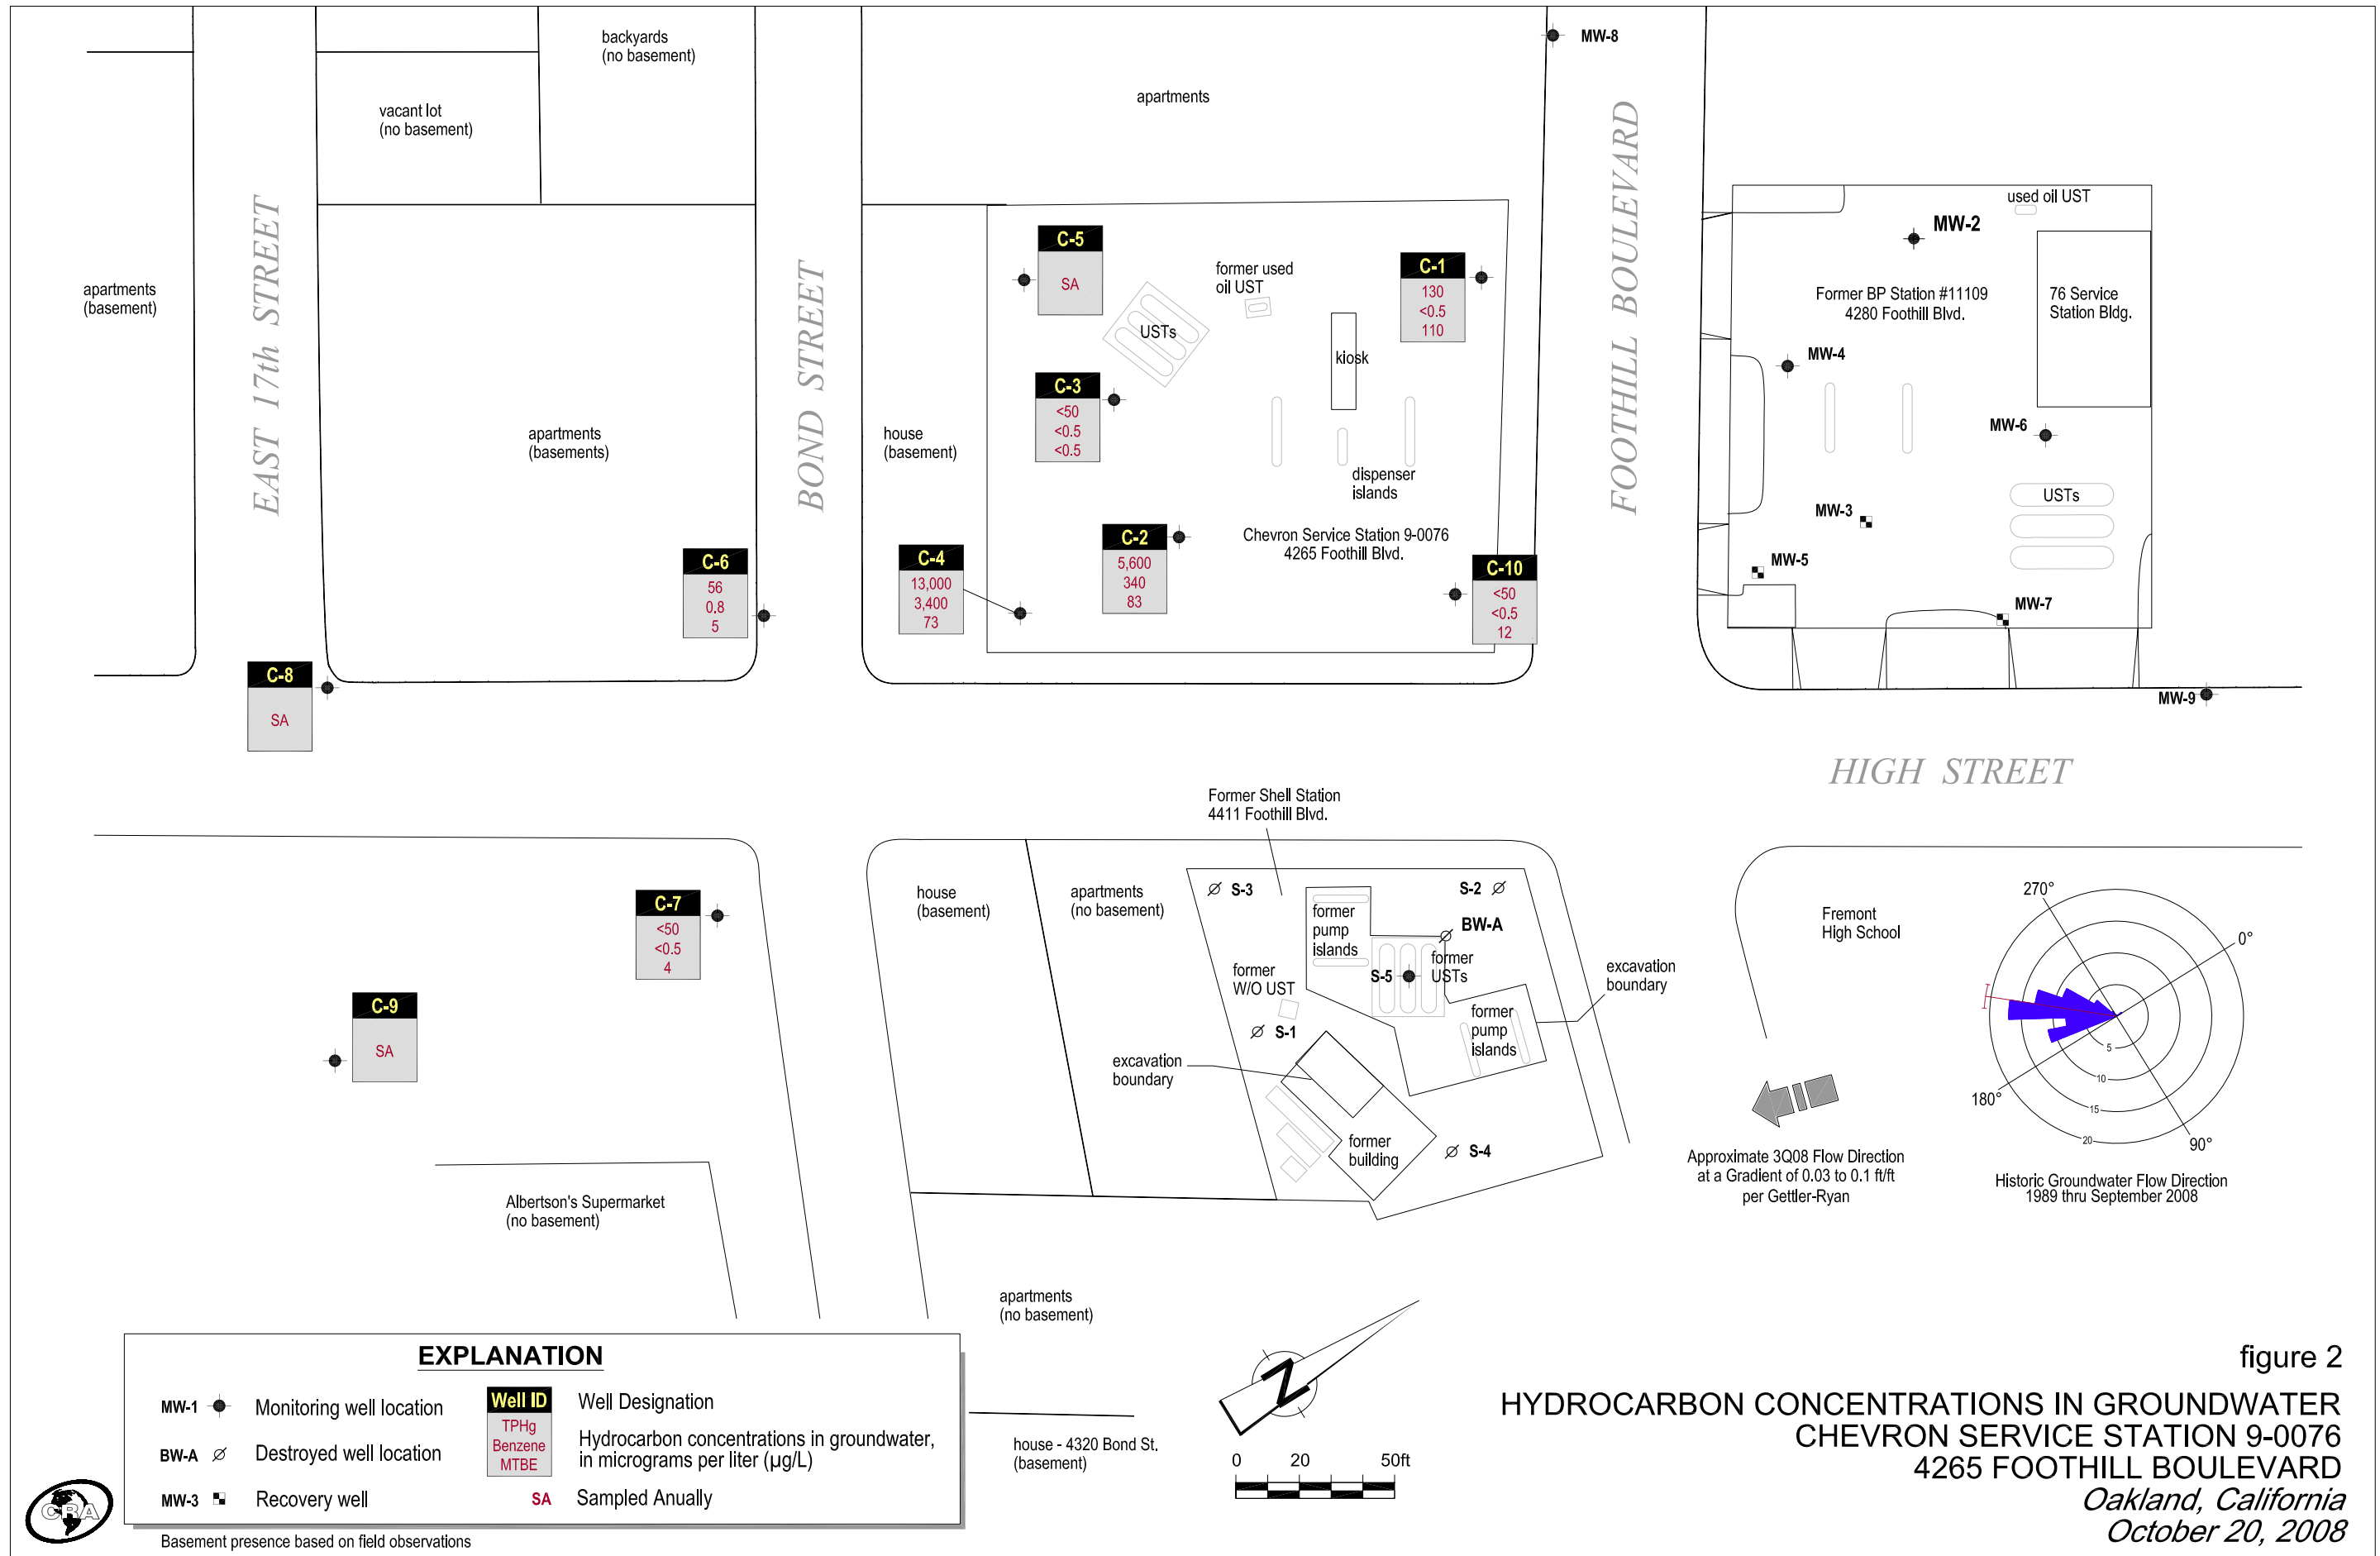 backyards
(no basement)
MW-8
vacant lot
(no basement)
apartments
EAST 17th STREET
BOND STREET
FOOTHILL BOULEVARD
apartments
(basement)
apartments
(basements)
house
(basement)
C-5
SA
former used
oil UST
C-1
130
<0.5
110
USTs
kiosk
C-3
<50
<0.5
<0.5
dispenser
islands
Chevron Service Station 9-0076
4265 Foothill Blvd.
C-2
5,600
340
83
C-4
13,000
3,400
73
C-6
56
0.8
5
C-10
<50
<0.5
12
C-8
SA
used oil UST
MW-2
Former BP Station #11109
4280 Foothill Blvd.
76 Service
Station Bldg.
MW-4
MW-6
USTs
MW-3
MW-5
MW-7
MW-9
HIGH STREET
Former Shell Station
4411 Foothill Blvd.
C-7
<50
<0.5
4
C-9
SA
house
(basement)
apartments
(no basement)
S-3
S-2
former
pump
islands
BW-A
former
USTs
S-5
former
W/O UST
S-1
former
pump
islands
excavation
boundary
excavation
boundary
former
building
S-4
Fremont
High School
270°
0°
180°
90°
5
10
15
20
Approximate 3Q08 Flow Direction
at a Gradient of 0.03 to 0.1 ft/ft
per Gettler-Ryan
Historic Groundwater Flow Direction
1989 thru September 2008
Albertson's Supermarket
(no basement)
apartments
(no basement)
house - 4320 Bond St.
(basement)
Z
0 20 50ft
EXPLANATION
MW-1 Monitoring well location
BW-A Destroyed well location
MW-3 Recovery well
Well ID Well Designation
TPHg
Benzene
MTBE
Hydrocarbon concentrations in groundwater,
in micrograms per liter (µg/L)
SA Sampled Anually
CRA
Basement presence based on field observations
figure 2
HYDROCARBON CONCENTRATIONS IN GROUNDWATER
CHEVRON SERVICE STATION 9-0076
4265 FOOTHILL BOULEVARD
Oakland, California
October 20, 2008